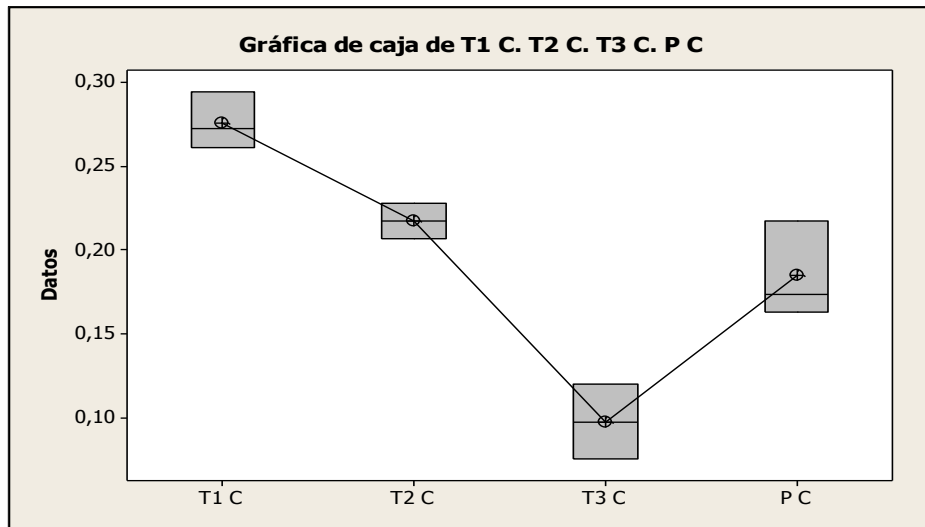 Gráfica de caja de T1 C. T2 C. T3 C. P C
0,30
0,25
0,20
0,15
0,10
Datos
T1 C T2 C T3 C P C